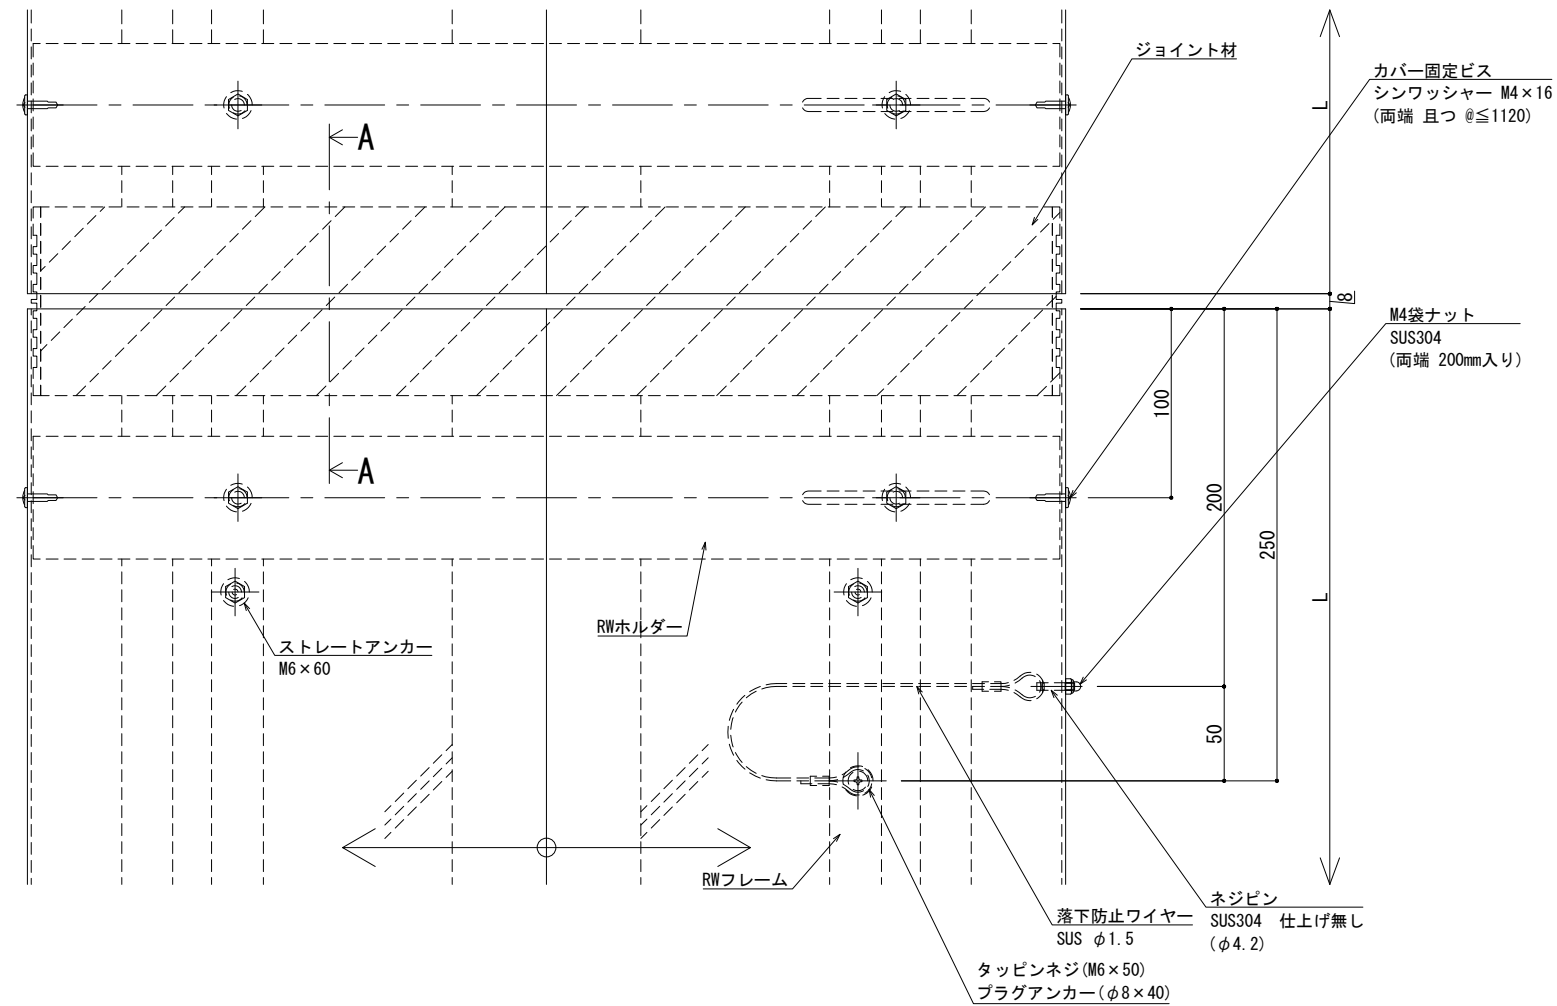 ジョイント材
カバー固定ビス
シンワッシャー M4×16
(両端 且つ @≦1120)
L
A
8
M4袋ナット
SUS304
(両端 200mm入り)
100
A
200
250
L
RWホルダー
ストレートアンカー
M6×60
50
RWフレーム
ネジピン
SUS304 仕上げ無し
(φ4.2)
落下防止ワイヤー
SUS φ1.5
タッピンネジ(M6×50)
プラグアンカー(φ8×40)